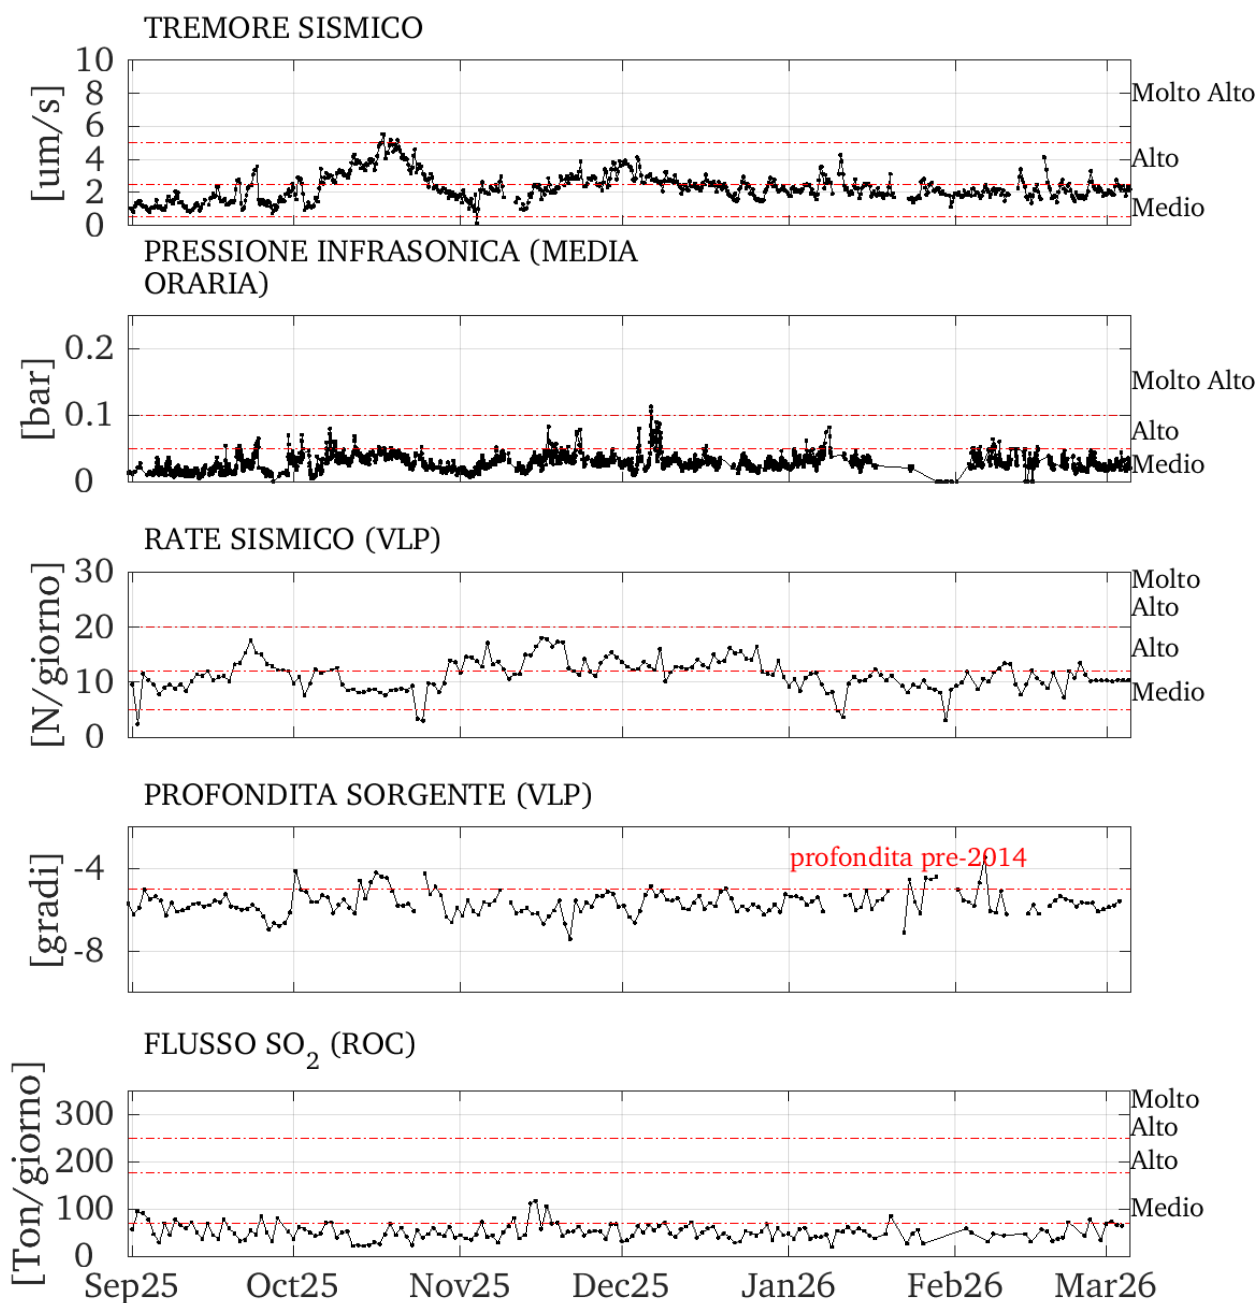 TREMORE SISMICO
[um/s]
10
8
6
4
2
0
Molto Alto
Alto
Medio
PRESSIONE INFRASONICA (MEDIA
ORARIA)
[bar]
0.2
0.1
0
Molto Alto
Alto
Medio
RATE SISMICO (VLP)
[N/giorno]
30
20
10
0
Molto
Alto
Alto
Medio
PROFONDITA SORGENTE (VLP)
[gradi]
-4
-8
profondita pre-2014
FLUSSO SO₂ (ROC)
[Ton/giorno]
300
200
100
0
Molto
Alto
Alto
Medio
Sep25 Oct25 Nov25 Dec25 Jan26 Feb26 Mar26